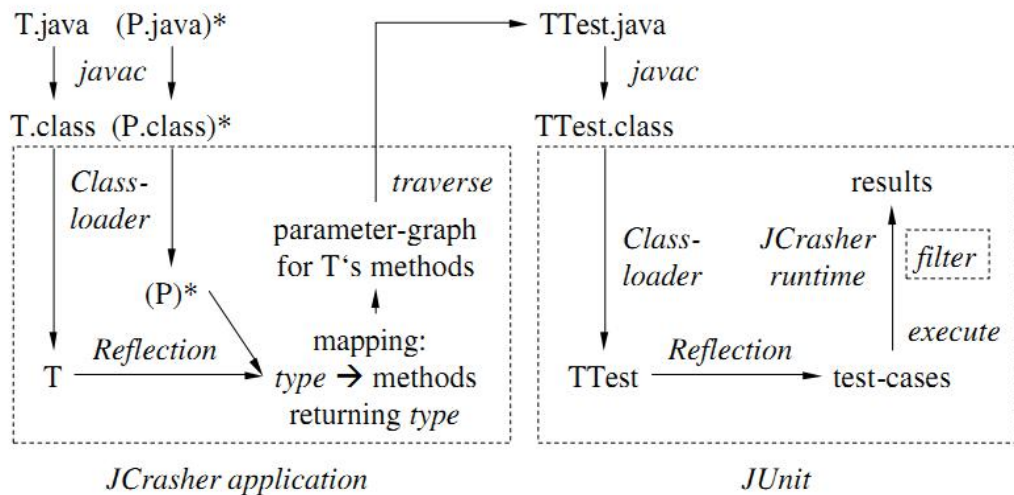 T.java (P.java)*
javac
T.class (P.class)*
Class-
loader
(P)*
T
Reflection
mapping:
type → methods
returning type
parameter-graph
for T‘s methods
traverse
JCrasher application
TTest.java
javac
TTest.class
Class-
loader
TTest
Reflection
test-cases
execute
JCrasher
runtime
filter
results
JUnit